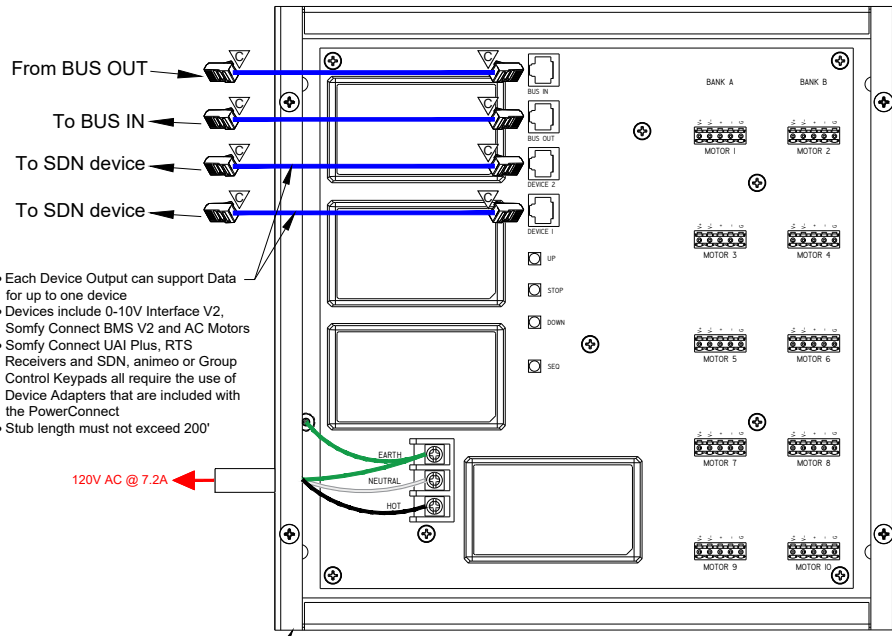 From BUS OUT
To BUS IN
To SDN device
To SDN device
C
C
C
C
C
C
C
C
BUS IN
BUS OUT
DEVICE 2
DEVICE 1
UP
STOP
DOWN
SEQ
• Each Device Output can support Data
for up to one device
• Devices include 0-10V Interface V2,
Somfy Connect BMS V2 and AC Motors
• Somfy Connect UAI Plus, RTS
Receivers and SDN, animeo or Group
Control Keypads all require the use of
Device Adapters that are included with
the PowerConnect
• Stub length must not exceed 200'
120V AC @ 7.2A
EARTH
NEUTRAL
HOT
BANK A
BANK B
V+ V- + - G
V+ V- + - G
MOTOR 1
MOTOR 2
V+ V- + - G
V+ V- + - G
MOTOR 3
MOTOR 4
V+ V- + - G
V+ V- + - G
MOTOR 5
MOTOR 6
V+ V- + - G
V+ V- + - G
MOTOR 7
MOTOR 8
V+ V- + - G
V+ V- + - G
MOTOR 9
MOTOR 10